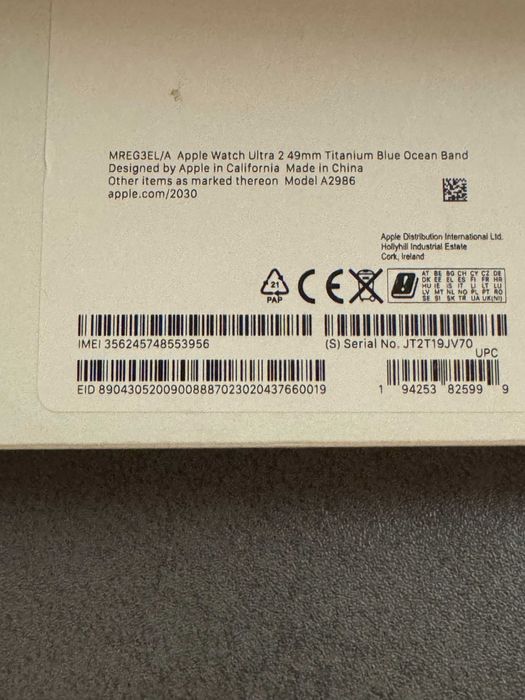 MREG3EL/A Apple Watch Ultra 2 49mm Titanium Blue Ocean Band
Designed by Apple in California Made in China
Other items as marked thereon Model A2986
apple.com/2030
Apple Distribution International Ltd.
Hollyhill Industrial Estate
Cork, Ireland
21
PAP
CE
AT BE BG CH CY CZ DE
DK EE EL ES FI FR HR
HU IE IS IT LI LT LU
LV MT NL NO PL PT RO
SE SI SK TR UA UK(NI)
IMEI 356245748553956
(S) Serial No. JT2T19JV70
UPC
EID 89043052009008887023020437660019
1 94253 82599 9